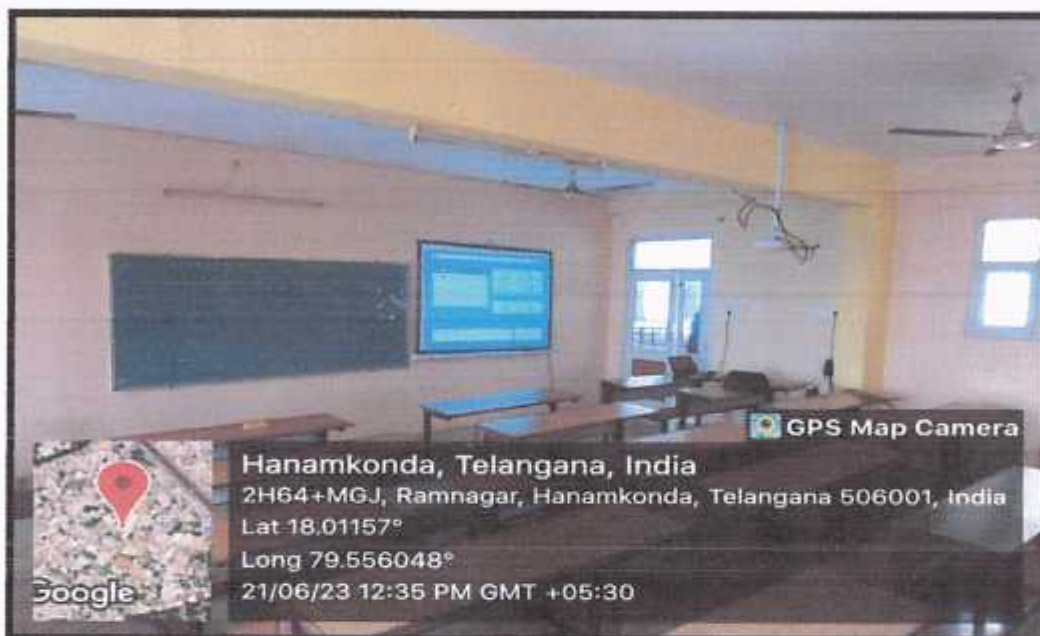 GPS Map Camera
Hanamkonda, Telangana, India
2H64+MGJ, Ramnagar, Hanamkonda, Telangana 506001, India
Lat 18.01157°
Long 79.556048°
21/06/23 12:35 PM GMT +05:30
Google